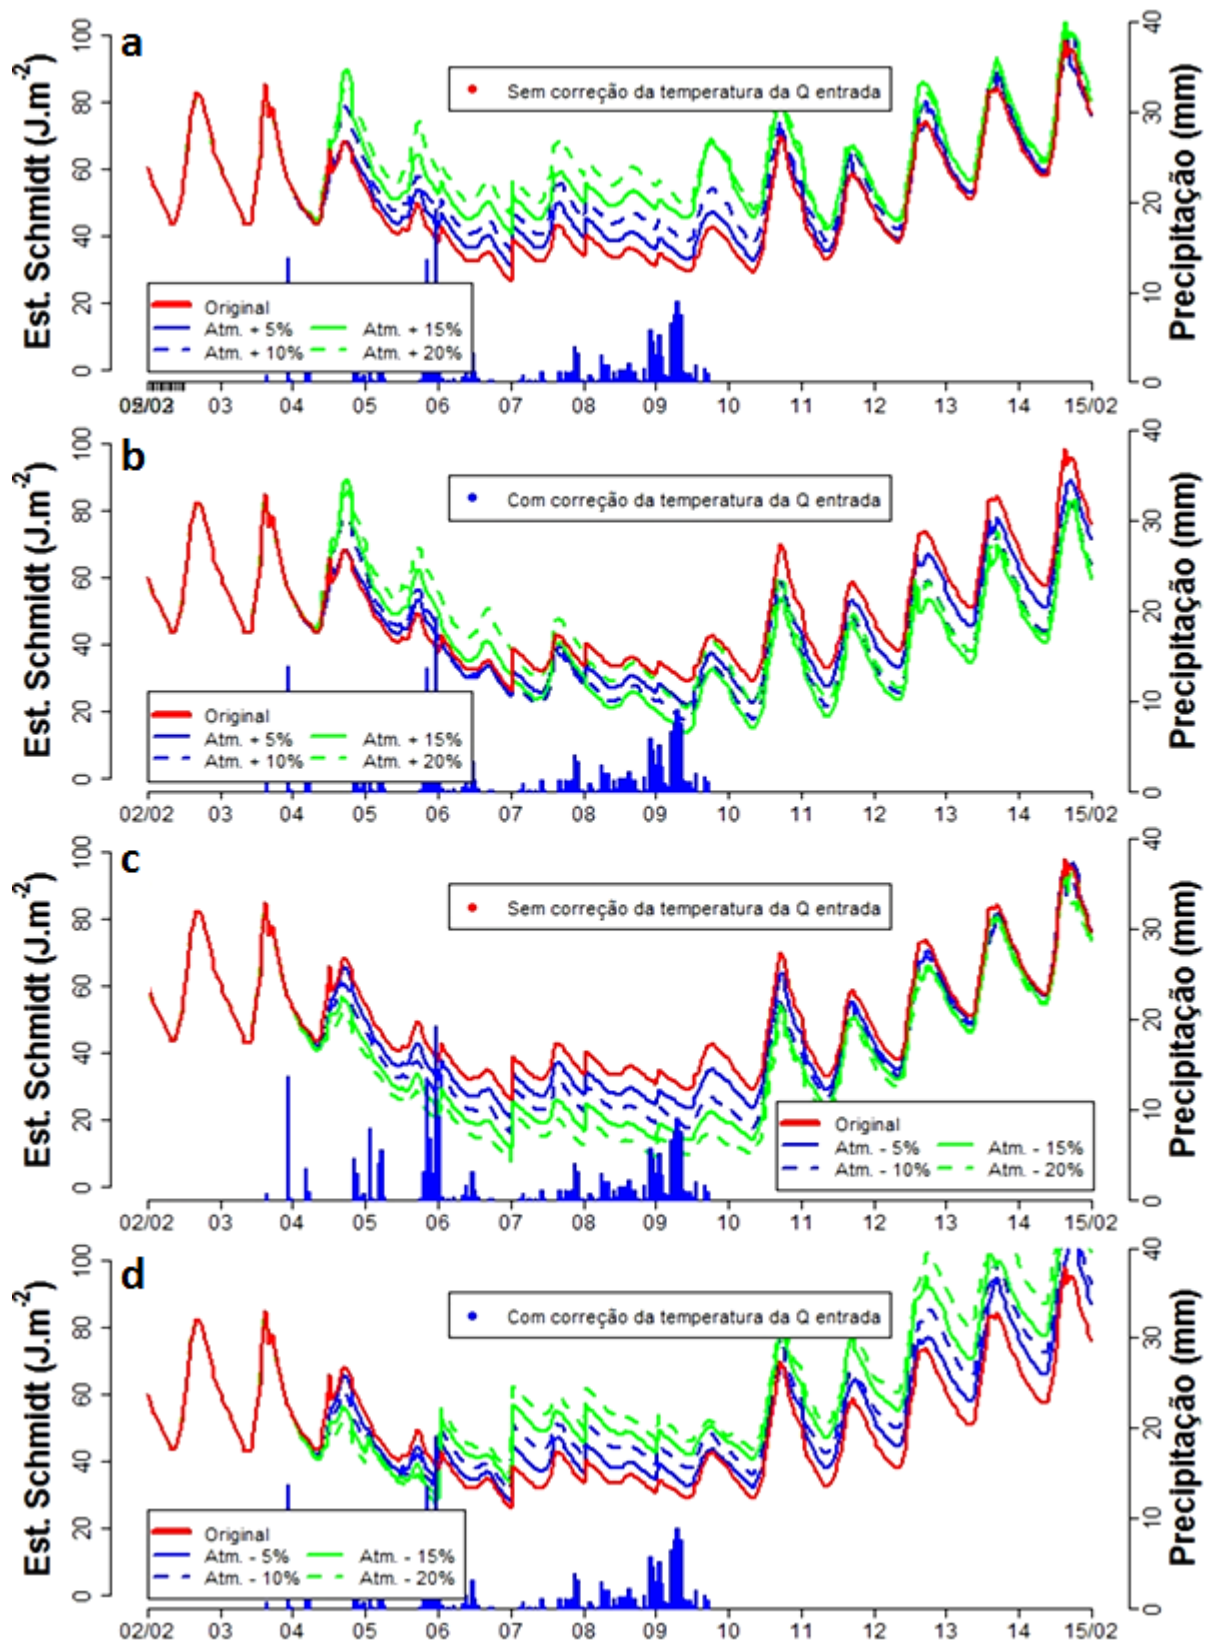 a
Est. Schmidt (J.m-2)
Precipitação (mm)
100
80
60
40
20
0
40
30
20
10
0
Sem correção da temperatura da Q entrada
Original
Atm. + 5%
Atm. + 15%
Atm. + 10%
Atm. + 20%
03
04
05
06
07
08
09
10
11
12
13
14
15/02
b
Est. Schmidt (J.m-2)
Precipitação (mm)
100
80
60
40
20
0
40
30
20
10
0
Com correção da temperatura da Q entrada
Original
Atm. + 5%
Atm. + 15%
Atm. + 10%
Atm. + 20%
02/02
03
04
05
06
07
08
09
10
11
12
13
14
15/02
c
Est. Schmidt (J.m-2)
Precipitação (mm)
100
80
60
40
20
0
40
30
20
10
0
Sem correção da temperatura da Q entrada
Original
Atm. - 5%
Atm. - 15%
Atm. - 10%
Atm. - 20%
02/02
03
04
05
06
07
08
09
10
11
12
13
14
15/02
d
Est. Schmidt (J.m-2)
Precipitação (mm)
100
80
60
40
20
0
40
30
20
10
0
Com correção da temperatura da Q entrada
Original
Atm. - 5%
Atm. - 15%
Atm. - 10%
Atm. - 20%
02/02
03
04
05
06
07
08
09
10
11
12
13
14
15/02